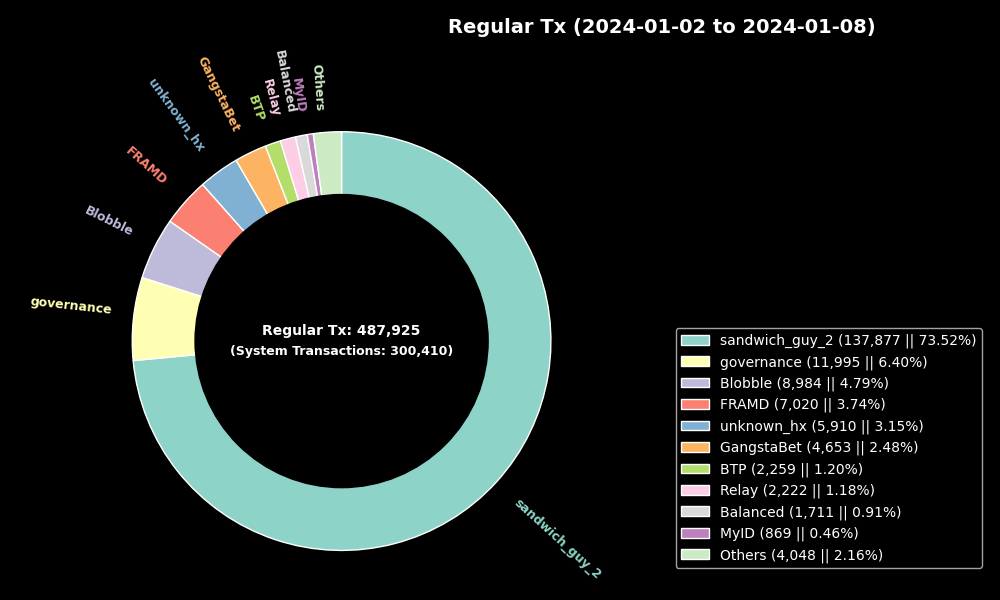 Regular Tx (2024-01-02 to 2024-01-08)
Others
MyID
Balanced
Relay
BTP
GangstaBet
unknown_hx
FRAMD
Blobble
governance
sandwich_guy_2
Regular Tx: 487,925
(System Transactions: 300,410)
sandwich_guy_2 (137,877 || 73.52%)
governance (11,995 || 6.40%)
Blobble (8,984 || 4.79%)
FRAMD (7,020 || 3.74%)
unknown_hx (5,910 || 3.15%)
GangstaBet (4,653 || 2.48%)
BTP (2,259 || 1.20%)
Relay (2,222 || 1.18%)
Balanced (1,711 || 0.91%)
MyID (869 || 0.46%)
Others (4,048 || 2.16%)